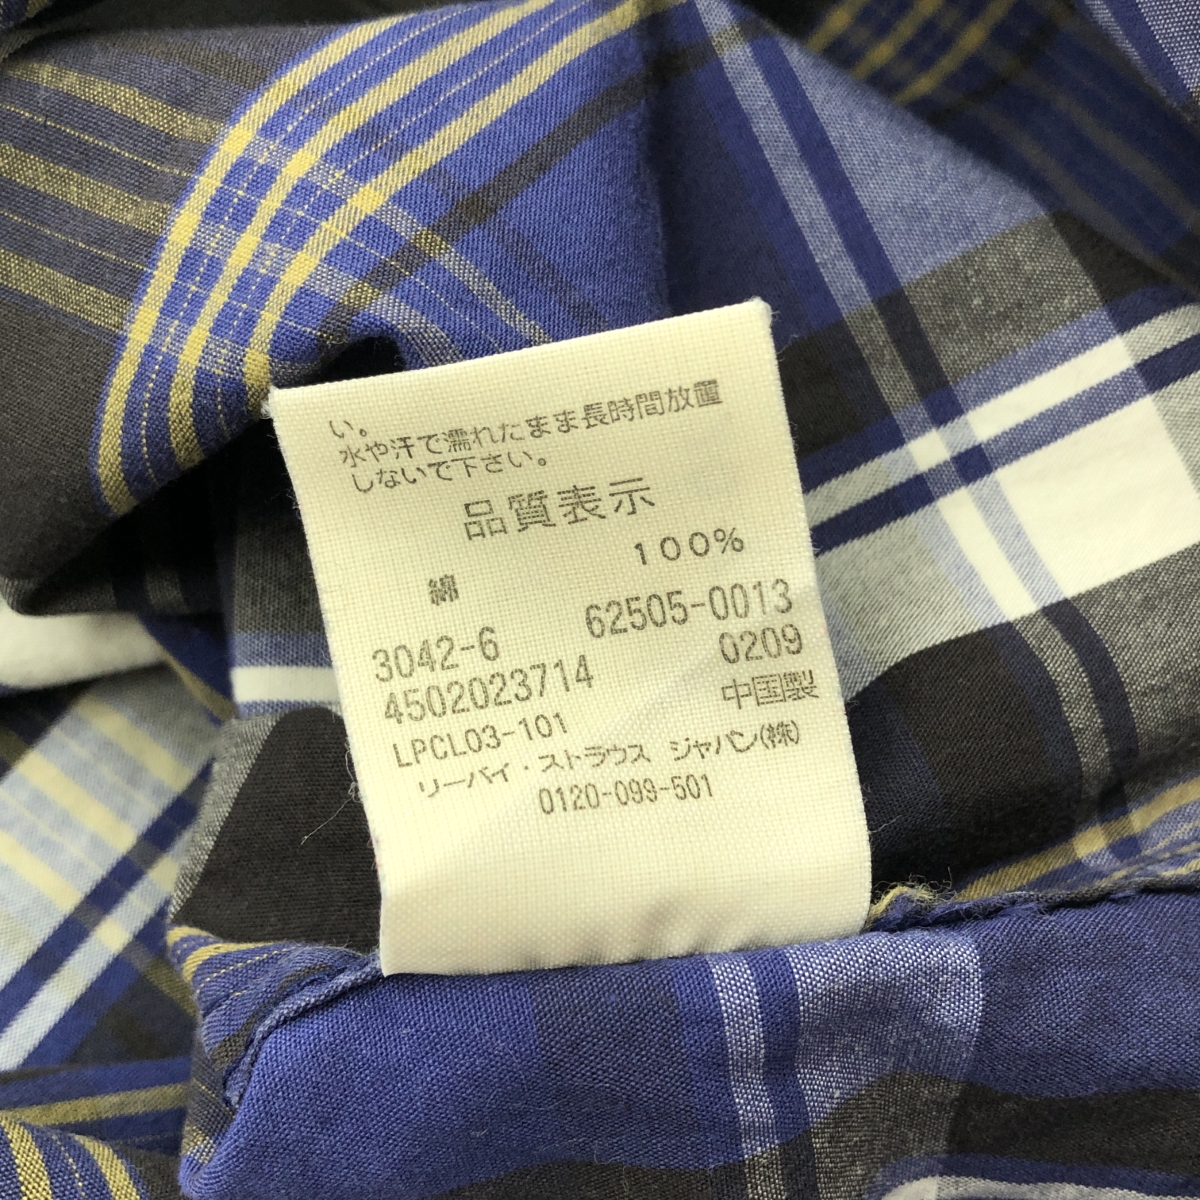 い。
水や汗で濡れたまま長時間放置
しないで下さい。
品質表示
綿 100%
3042-6 62505-0013
4502023714 0209
LPCL03-101 中国製
リーバイ・ストラウス ジャパン(株)
0120-099-501